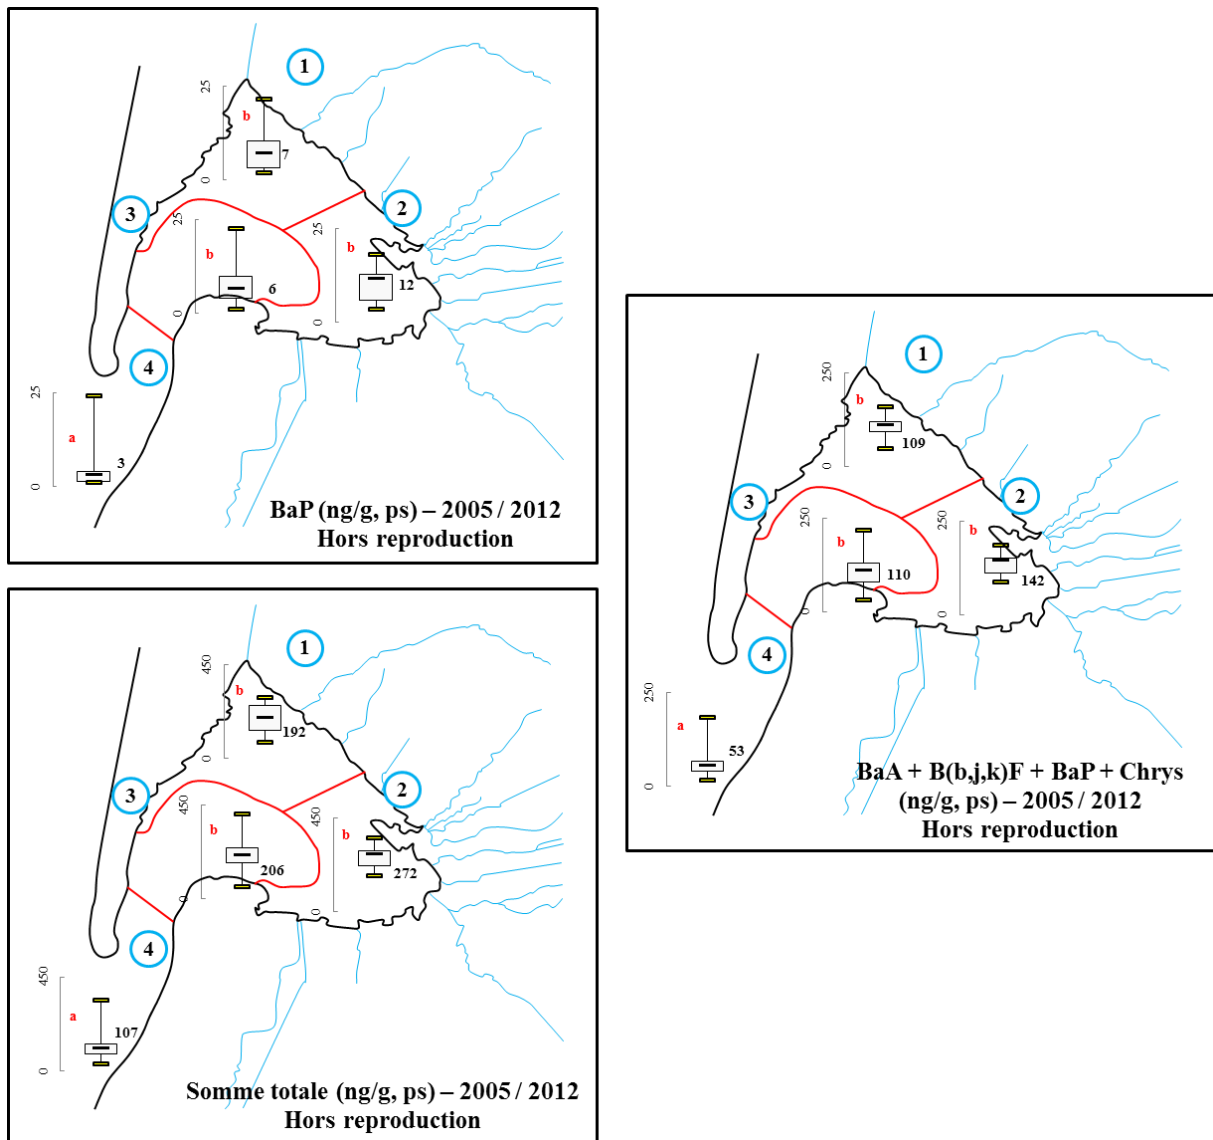 1
25
b
7
0
3
2
25
b
6
0
25
b
12
0
4
25
a
3
0
BaP (ng/g, ps) – 2005 / 2012
Hors reproduction
1
250
b
109
0
3
2
250
b
110
0
250
b
142
0
4
250
a
53
0
BaA + B(b,j,k)F + BaP + Chrys
(ng/g, ps) – 2005 / 2012
Hors reproduction
1
450
b
192
0
3
2
450
b
206
0
450
b
272
0
4
450
a
107
0
Somme totale (ng/g, ps) – 2005 / 2012
Hors reproduction